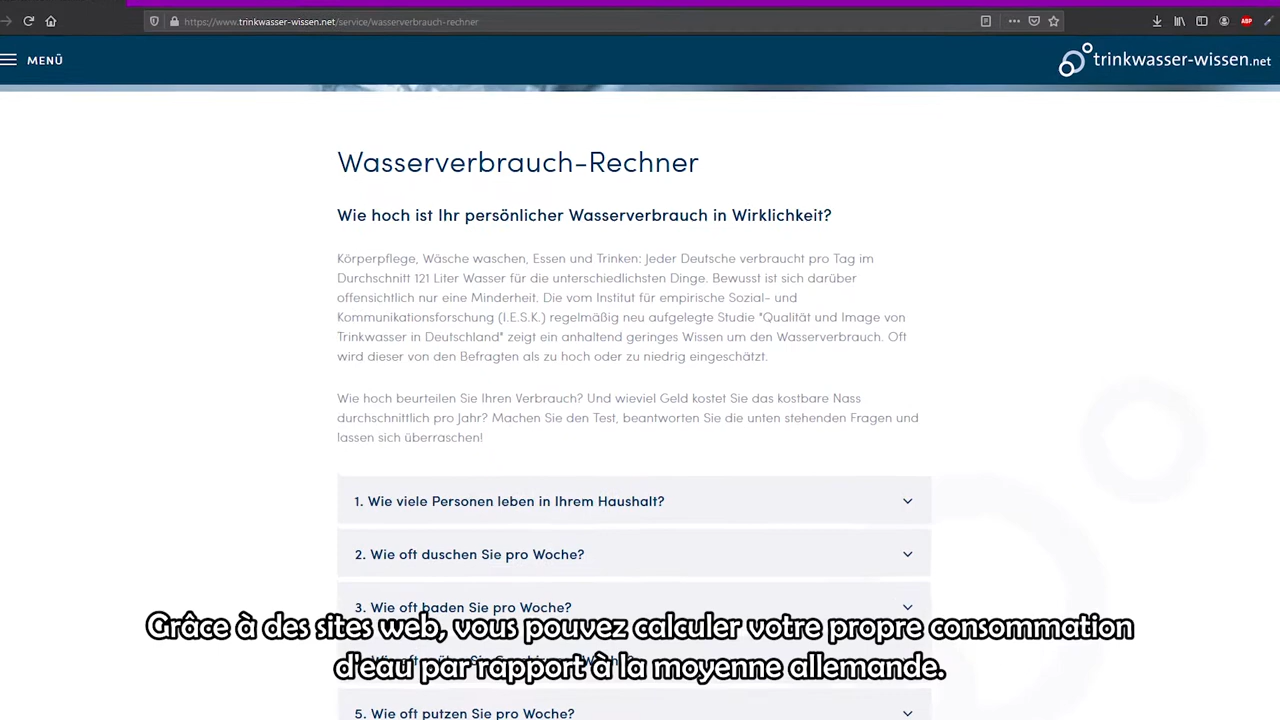 https://www.trinkwasser-wissen.net/service/wasserverbrauch-rechner
ABP
MENÜ
trinkwasser-wissen.net
Wasserverbrauch-Rechner
Wie hoch ist Ihr persönlicher Wasserverbrauch in Wirklichkeit?
Körperpflege, Wäsche waschen, Essen und Trinken: Jeder Deutsche verbraucht pro Tag im
Durchschnitt 121 Liter Wasser für die unterschiedlichsten Dinge. Bewusst ist sich darüber
offensichtlich nur eine Minderheit. Die vom Institut für empirische Sozial- und
Kommunikationsforschung (I.E.S.K.) regelmäßig neu aufgelegte Studie "Qualität und Image von
Trinkwasser in Deutschland" zeigt ein anhaltend geringes Wissen um den Wasserverbrauch. Oft
wird dieser von den Befragten als zu hoch oder zu niedrig eingeschätzt.
Wie hoch beurteilen Sie Ihren Verbrauch? Und wieviel Geld kostet Sie das kostbare Nass
durchschnittlich pro Jahr? Machen Sie den Test, beantworten Sie die unten stehenden Fragen und
lassen sich überraschen!
1. Wie viele Personen leben in Ihrem Haushalt?
2. Wie oft duschen Sie pro Woche?
3. Wie oft baden Sie pro Woche?
Grâce à des sites web, vous pouvez calculer votre propre consommation
d'eau par rapport à la moyenne allemande.
5. Wie oft putzen Sie pro Woche?